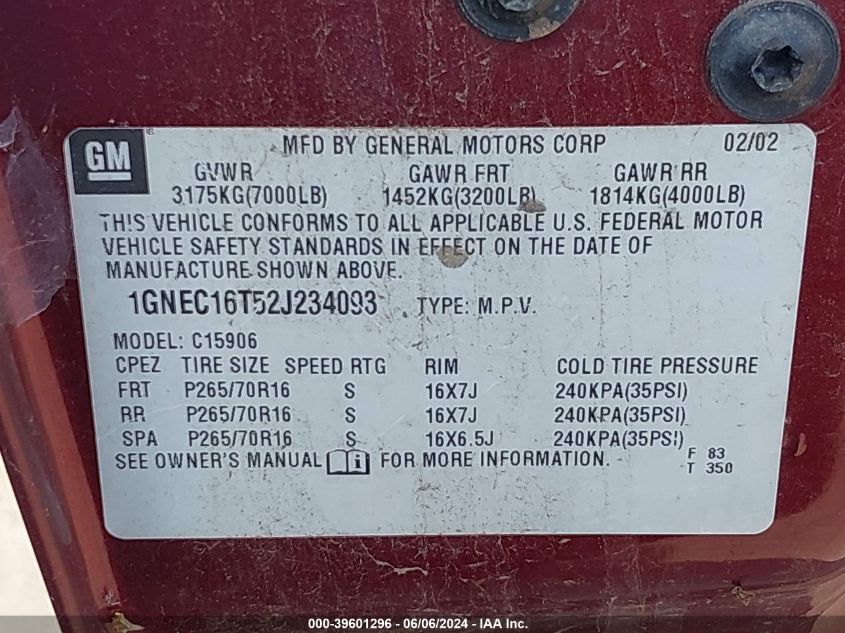 GM
MFD BY GENERAL MOTORS CORP 02/02
GVWR GAWR FRT GAWR RR
3175KG(7000LB) 1452KG(3200LB) 1814KG(4000LB)
THIS VEHICLE CONFORMS TO ALL APPLICABLE U.S. FEDERAL MOTOR
VEHICLE SAFETY STANDARDS IN EFFECT ON THE DATE OF
MANUFACTURE SHOWN ABOVE.
1GNEC16T52J234093 TYPE: M.P.V.
MODEL: C15906
CPEZ TIRE SIZE SPEED RTG RIM COLD TIRE PRESSURE
FRT P265/70R16 S 16X7J 240KPA(35PSI)
RR P265/70R16 S 16X7J 240KPA(35PSI)
SPA P265/70R16 S 16X6.5J 240KPA(35PSI)
SEE OWNER'S MANUAL i FOR MORE INFORMATION. F 83
T 350
000-39601296 - 06/06/2024 - IAA Inc.